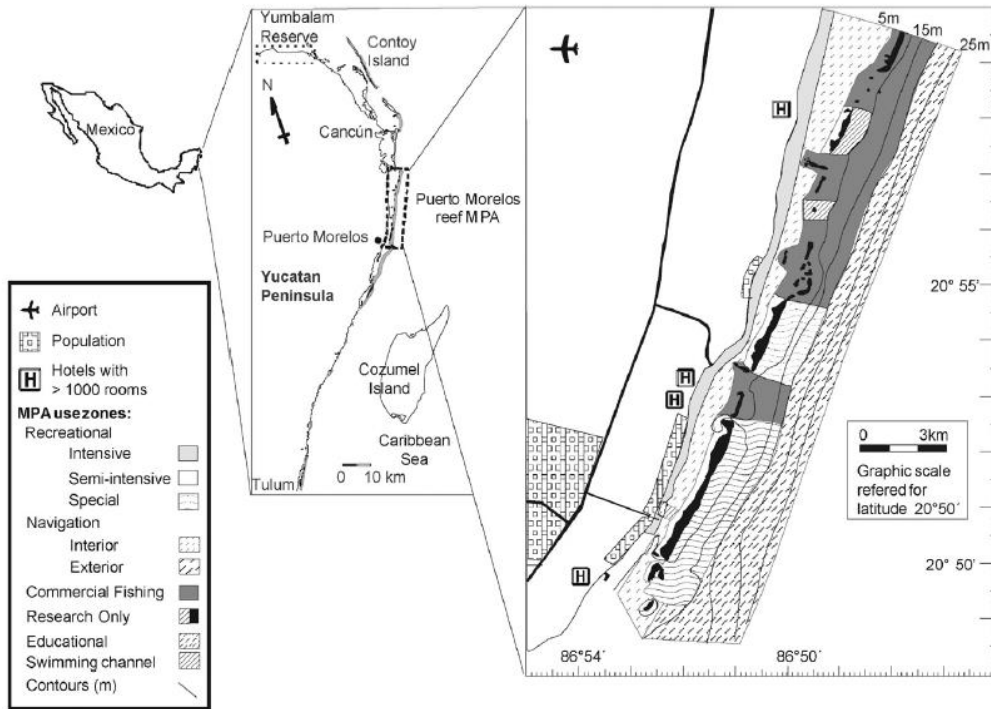 Yumbalam
Reserve
Contoy
Island
N
Cancún
Mexico
Puerto Morelos
reef MPA
Puerto Morelos
Yucatan
Peninsula
Cozumel
Island
Caribbean
Sea
0 10 km
Tulum
Airport
Population
H Hotels with
> 1000 rooms
MPA usezones:
Recreational
Intensive
Semi-intensive
Special
Navigation
Interior
Exterior
Commercial Fishing
Research Only
Educational
Swimming channel
Contours (m)
5m
15m
25m
H
20° 55'
H
H
0 3km
Graphic scale
refered for
latitude 20°50´
20° 50'
H
86°54´
86°50´